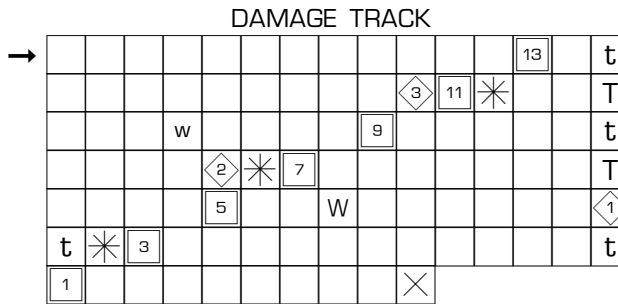 DAMAGE TRACK
13 t
3 11 T
w 9 t
2 7 T
5 W 1
t 3 t
1